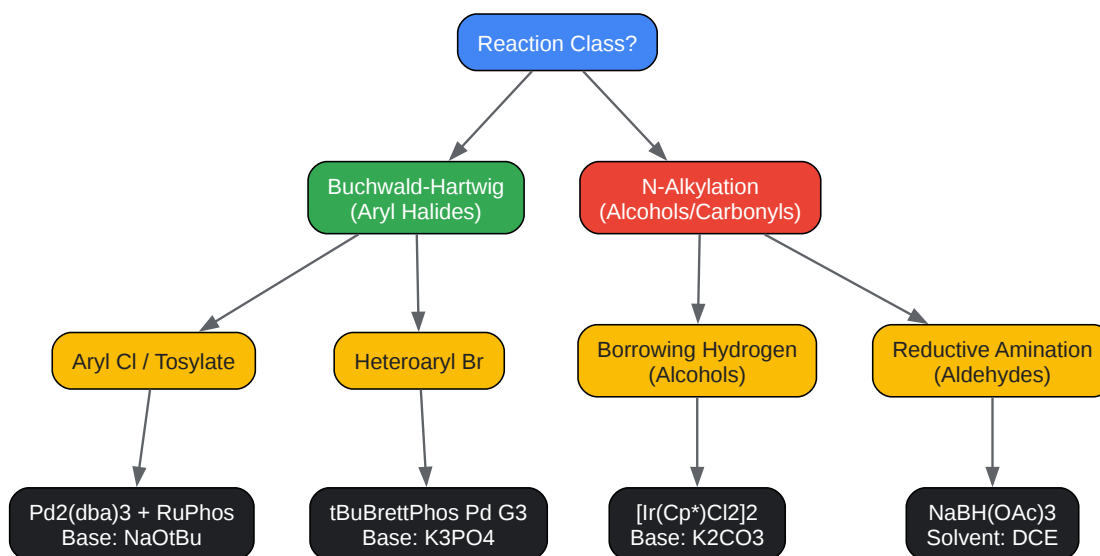 Reaction Class?
Buchwald-Hartwig
(Aryl Halides)
N-Alkylation
(Alcohols/Carbonyls)
Aryl Cl / Tosylate
Heteroaryl Br
Borrowing Hydrogen
(Alcohols)
Reductive Amination
(Aldehydes)
Pd2(dba)3 + RuPhos
Base: NaOtBu
tBuBrettPhos Pd G3
Base: K3PO4
[Ir(Cp*)Cl2]2
Base: K2CO3
NaBH(OAc)3
Solvent: DCE